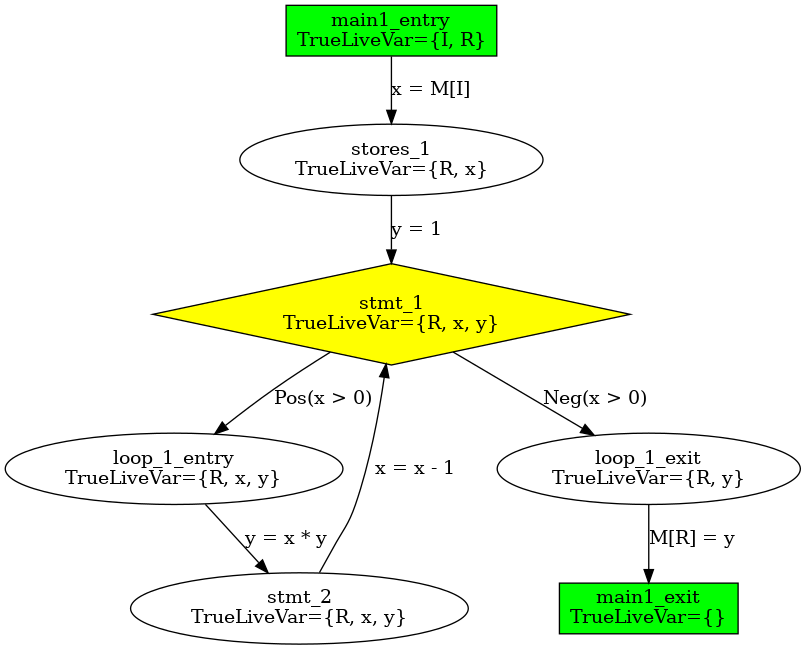 main1_entry
TrueLiveVar={I, R}
x = M[I]
stores_1
TrueLiveVar={R, x}
y = 1
stmt_1
TrueLiveVar={R, x, y}
Pos(x > 0)
Neg(x > 0)
loop_1_entry
TrueLiveVar={R, x, y}
x = x - 1
loop_1_exit
TrueLiveVar={R, y}
y = x * y
M[R] = y
stmt_2
TrueLiveVar={R, x, y}
main1_exit
TrueLiveVar={}